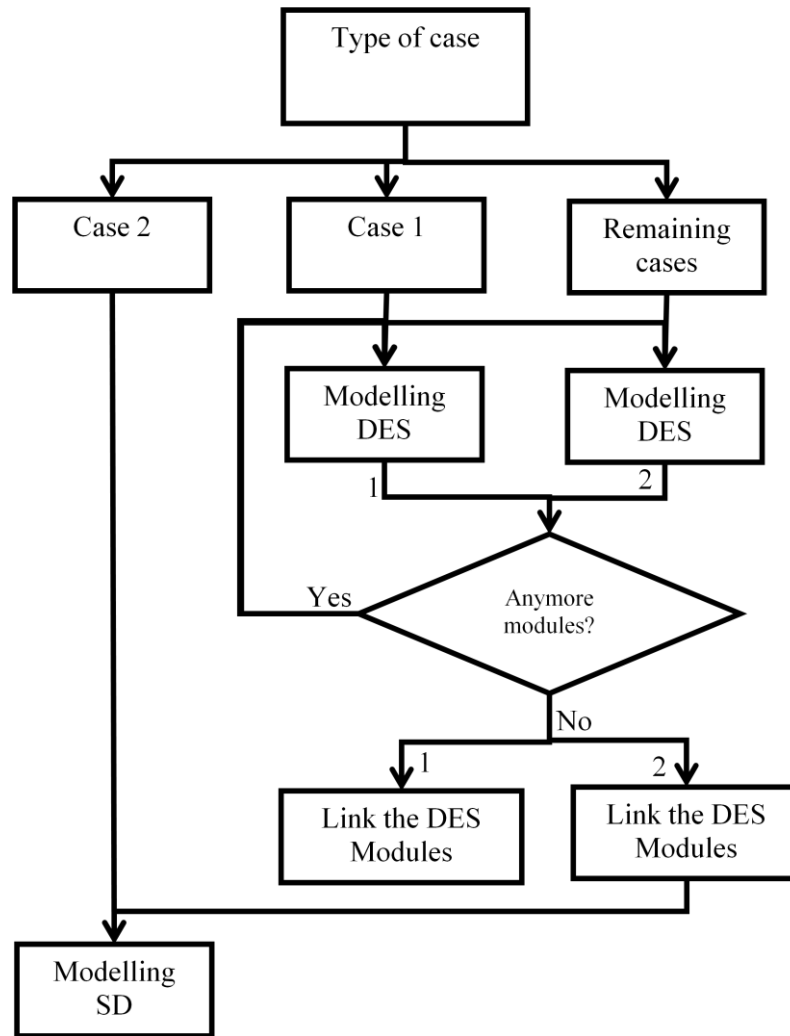 Type of case
Case 2
Case 1
Remaining
cases
Modelling
DES
Modelling
DES
1
2
Yes
Anymore
modules?
No
1
2
Link the DES
Modules
Link the DES
Modules
Modelling
SD